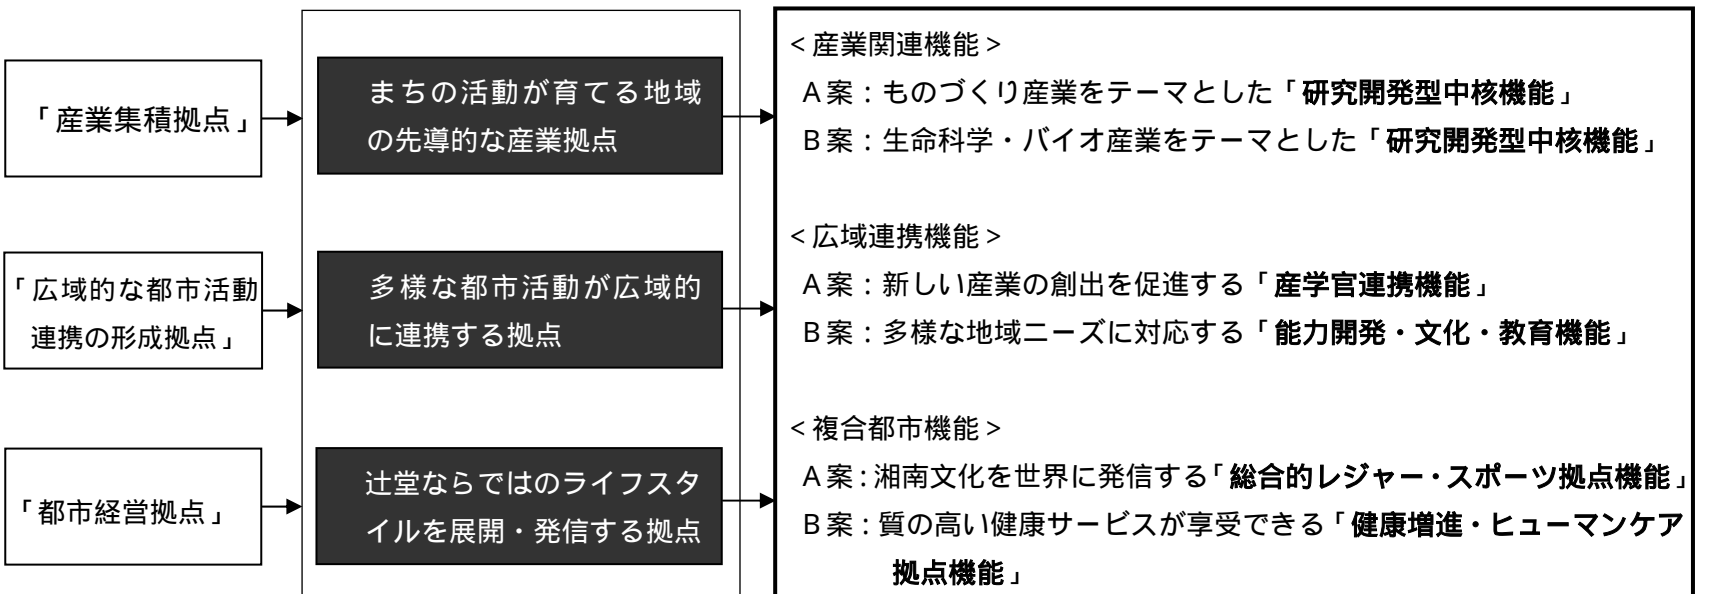 「産業集積拠点」
まちの活動が育てる地域
の先導的な産業拠点
<産業関連機能>
A案:ものづくり産業をテーマとした「研究開発型中核機能」
B案:生命科学・バイオ産業をテーマとした「研究開発型中核機能」
「広域的な都市活動
連携の形成拠点」
多様な都市活動が広域的
に連携する拠点
<広域連携機能>
A案:新しい産業の創出を促進する「産学官連携機能」
B案:多様な地域ニーズに対応する「能力開発・文化・教育機能」
「都市経営拠点」
辻堂ならではのライフスタ
イルを展開・発信する拠点
<複合都市機能>
A案:湘南文化を世界に発信する「総合的レジャー・スポーツ拠点機能」
B案:質の高い健康サービスが享受できる「健康増進・ヒューマンケア
拠点機能」